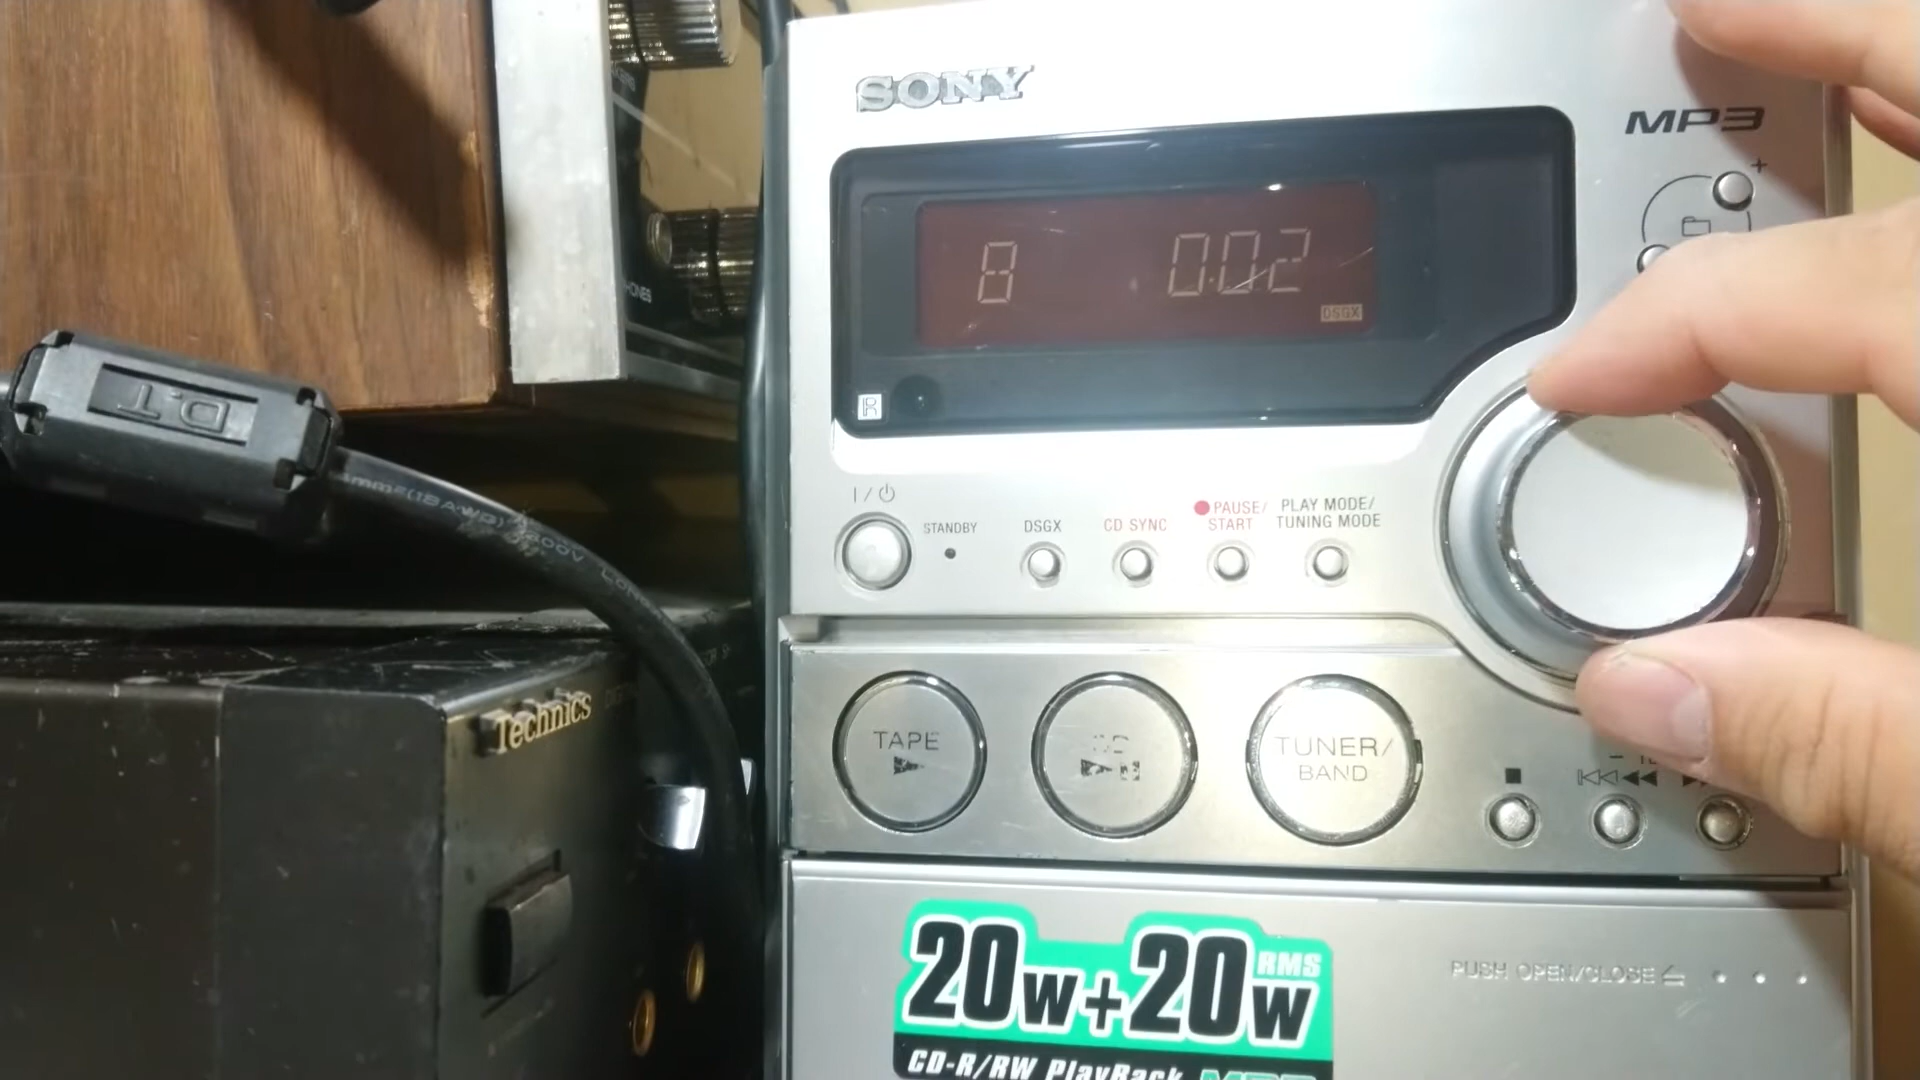 SONY
MP3
8 0.02
DSGX
R
I/⏻
STANDBY
DSGX
CD SYNC
PAUSE/
START
PLAY MODE/
TUNING MODE
D.T
Technics
TAPE
TUNER/
BAND
PUSH OPEN/CLOSE
20W+20W
RMS
CD-R/RW PlayBack